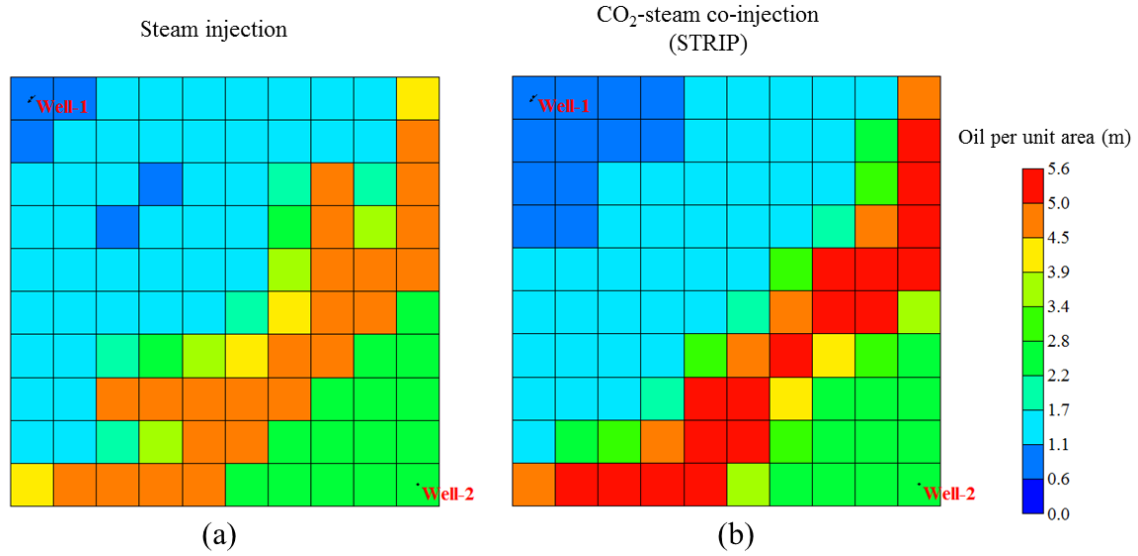 Steam injection
CO₂-steam co-injection
(STRIP)
Well-1
Well-2
(a)
Well-1
Well-2
(b)
Oil per unit area (m)
5.6
5.0
4.5
3.9
3.4
2.8
2.2
1.7
1.1
0.6
0.0